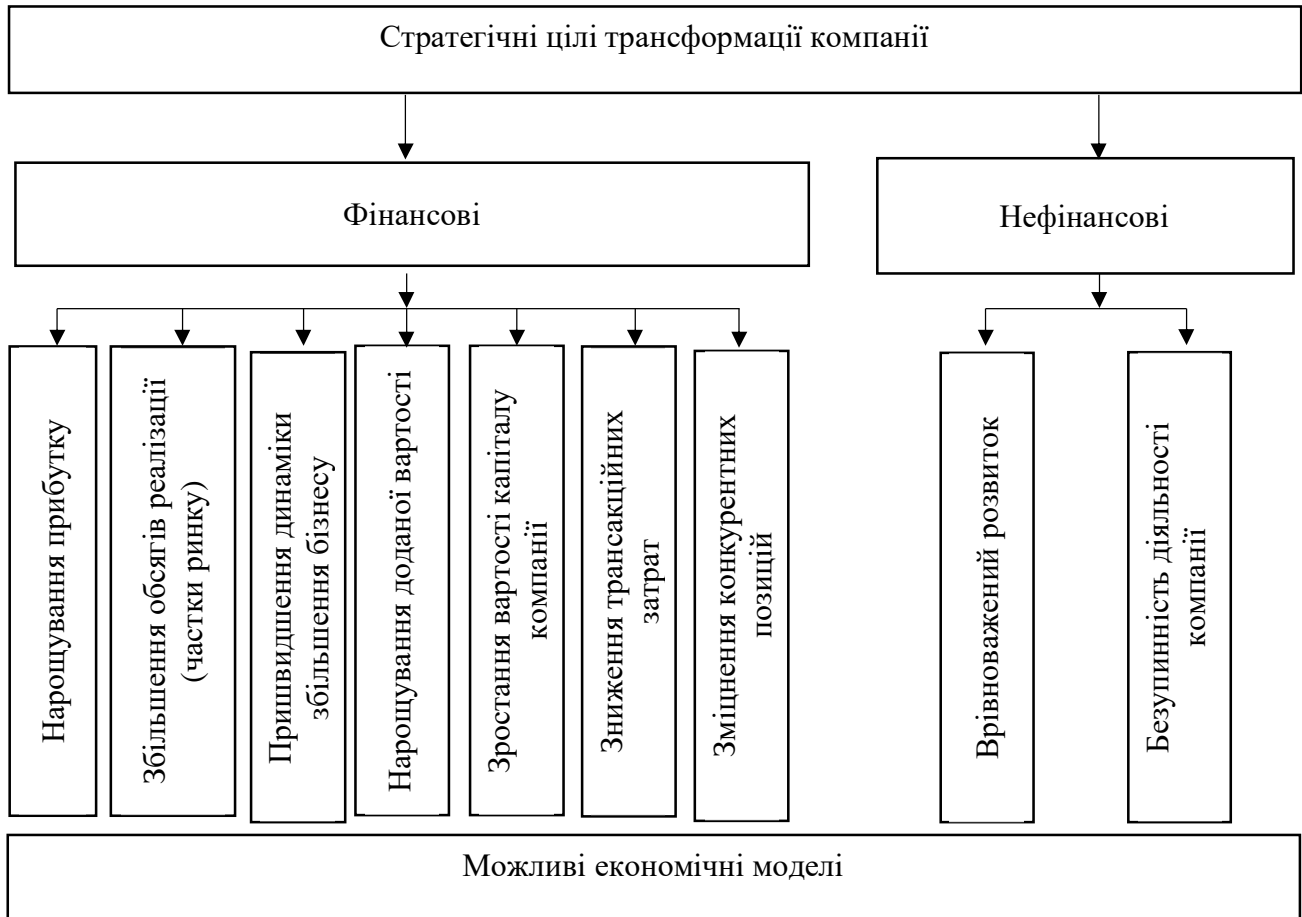 Стратегічні цілі трансформації компанії
Фінансові
Нефінансові
Нарощування прибутку
Збільшення обсягів реалізації
(частки ринку)
Пришвидшення динаміки
збільшення бізнесу
Нарощування доданої вартості
Зростання вартості капіталу
компанії
Зниження трансакційних
затрат
Зміцнення конкурентних
позицій
Врівноважений розвиток
Безупинність діяльності
компанії
Можливі економічні моделі